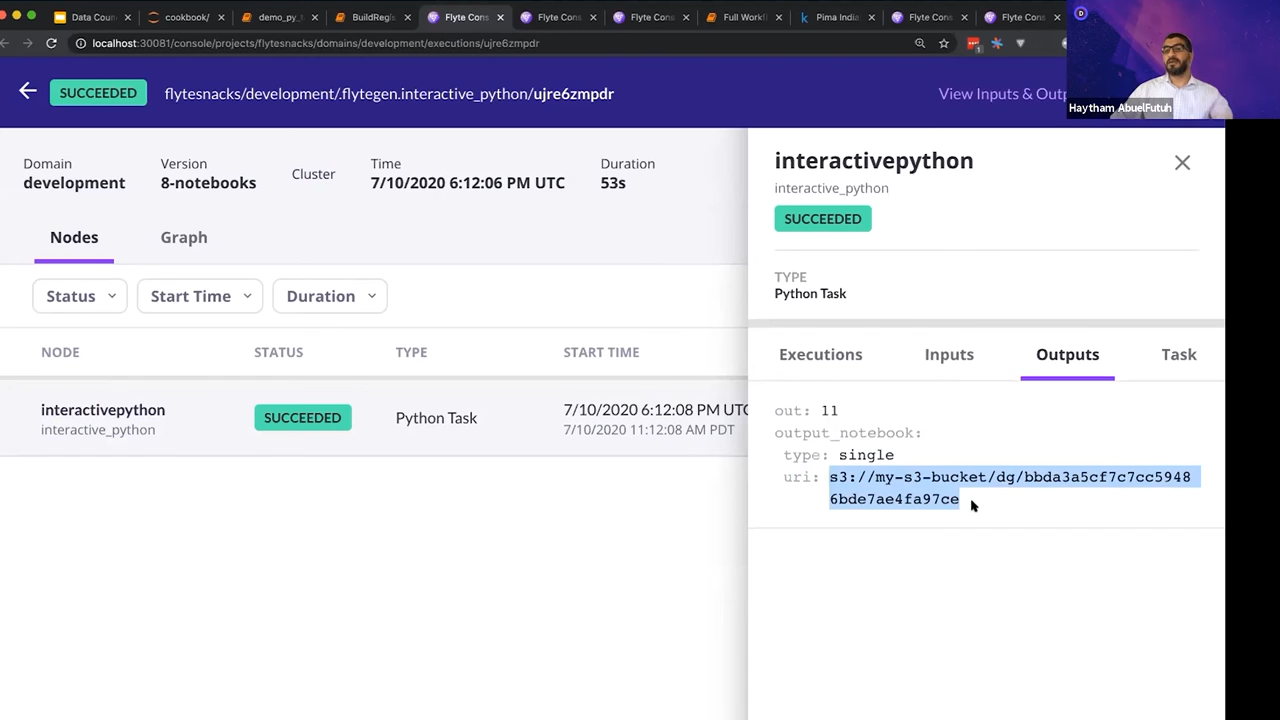 Data Coun
cookbook/
demo_py_t
BuildRegis
Flyte Cons
Flyte Cons
Flyte Cons
Full Work!
Pima India
Flyte Cons
Flyte Cons
localhost:30081/console/projects/flytesnacks/domains/development/executions/ujre6zmpdr
SUCCEEDED
flytesnacks/development/.flytegen.interactive_python/ujre6zmpdr
View Inputs & Outp
Haytham AbuelFutuh
Domain
development
Version
8-notebooks
Cluster
Time
7/10/2020 6:12:06 PM UTC
Duration
53s
Nodes
Graph
Status
Start Time
Duration
NODE
STATUS
TYPE
START TIME
interactivepython
interactive_python
SUCCEEDED
Python Task
7/10/2020 6:12:08 PM UTC
7/10/2020 11:12:08 AM PDT
interactivepython
interactive_python
SUCCEEDED
TYPE
Python Task
Executions
Inputs
Outputs
Task
out: 11
output_notebook:
type: single
uri: s3://my-s3-bucket/dg/bbda3a5cf7c7cc5948
6bde7ae4fa97ce